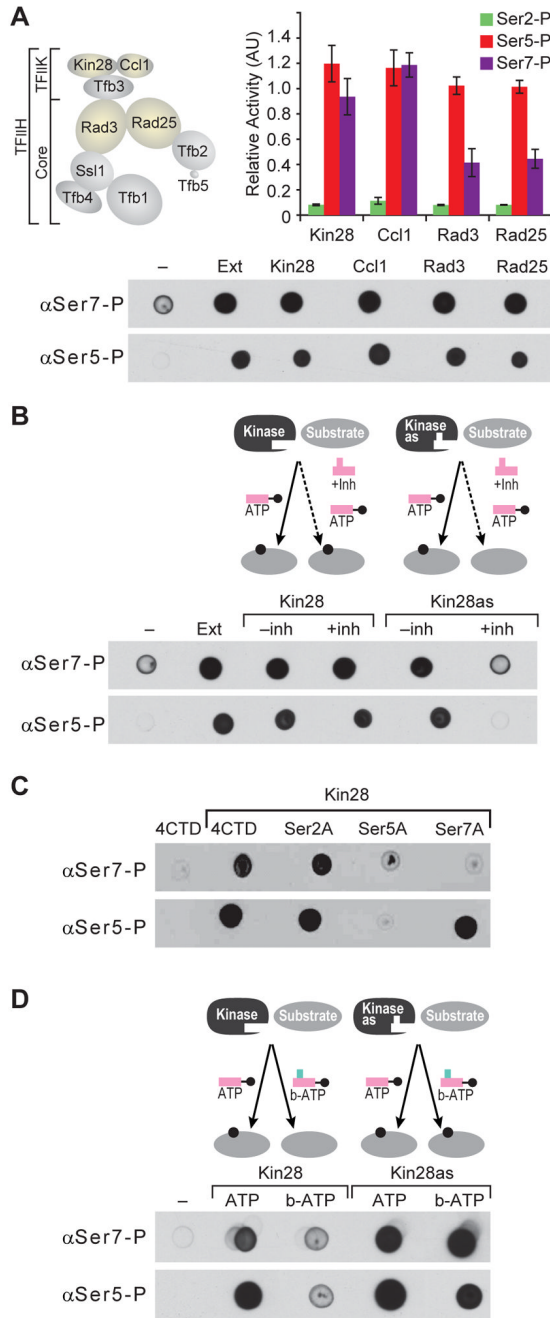 A
TFIIH
TFIIK
Core
Kin28 Ccl1
Tfb3
Rad3 Rad25
Tfb2
Ssl1
Tfb5
Tfb4 Tfb1
Ser2-P
Ser5-P
Ser7-P
Relative Activity (AU)
1.4
1.2
1.0
0.8
0.6
0.4
0.2
0
Kin28 Ccl1 Rad3 Rad25
– Ext Kin28 Ccl1 Rad3 Rad25
αSer7-P
αSer5-P
B
Kinase Substrate Kinase as Substrate
+Inh +Inh
ATP ATP ATP ATP
Kin28 Kin28as
– Ext –inh +inh –inh +inh
αSer7-P
αSer5-P
C
Kin28
4CTD 4CTD Ser2A Ser5A Ser7A
αSer7-P
αSer5-P
D
Kinase Substrate Kinase as Substrate
ATP b-ATP ATP b-ATP
Kin28 Kin28as
– ATP b-ATP ATP b-ATP
αSer7-P
αSer5-P